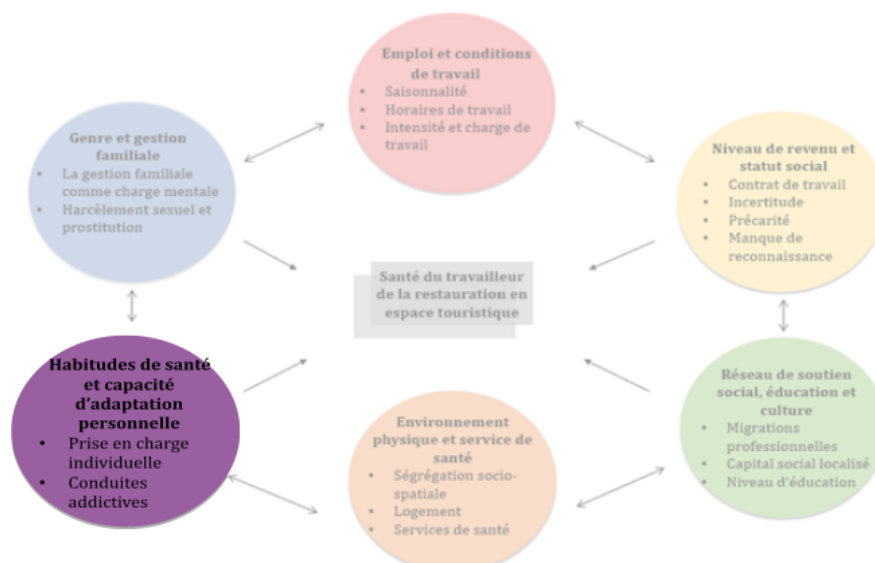 Emploi et conditions
de travail
• Saisonnalité
• Horaires de travail
• Intensité et charge de
travail
Genre et gestion
familiale
• La gestion familiale
comme charge mentale
• Harcèlement sexuel et
prostitution
Niveau de revenu et
statut social
• Contrat de travail
• Incertitude
• Précarité
• Manque de
reconnaissance
Santé du travailleur
de la restauration en
espace touristique
Habitudes de santé
et capacité
d’adaptation
personnelle
• Prise en charge
individuelle
• Conduites
addictives
Environnement
physique et service de
santé
• Ségrégation socio-
spatiale
• Logement
• Services de santé
Réseau de soutien
social, éducation et
culture
• Migrations
professionnelles
• Capital social localisé
• Niveau d’éducation